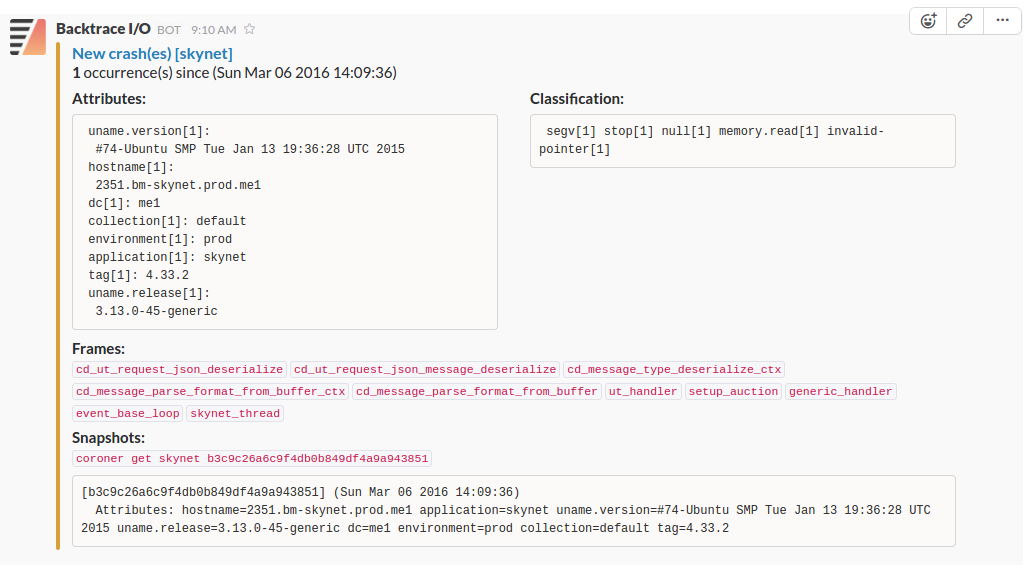 Backtrace I/O BOT 9:10 AM
New crash(es) [skynet]
1 occurrence(s) since (Sun Mar 06 2016 14:09:36)
Attributes:
uname.version[1]:
#74-Ubuntu SMP Tue Jan 13 19:36:28 UTC 2015
hostname[1]:
2351.bm-skynet.prod.me1
dc[1]: me1
collection[1]: default
environment[1]: prod
application[1]: skynet
tag[1]: 4.33.2
uname.release[1]:
3.13.0-45-generic
Classification:
segv[1] stop[1] null[1] memory.read[1] invalid-
pointer[1]
Frames:
cd_ut_request_json_deserialize cd_ut_request_json_message_deserialize cd_message_type_deserialize_ctx
cd_message_parse_format_from_buffer_ctx cd_message_parse_format_from_buffer ut_handler setup_auction generic_handler
event_base_loop skynet_thread
Snapshots:
coroner get skynet b3c9c26a6c9f4db0b849df4a9a943851
[b3c9c26a6c9f4db0b849df4a9a943851] (Sun Mar 06 2016 14:09:36)
Attributes: hostname=2351.bm-skynet.prod.me1 application=skynet uname.version=#74-Ubuntu SMP Tue Jan 13 19:36:28 UTC
2015 uname.release=3.13.0-45-generic dc=me1 environment=prod collection=default tag=4.33.2